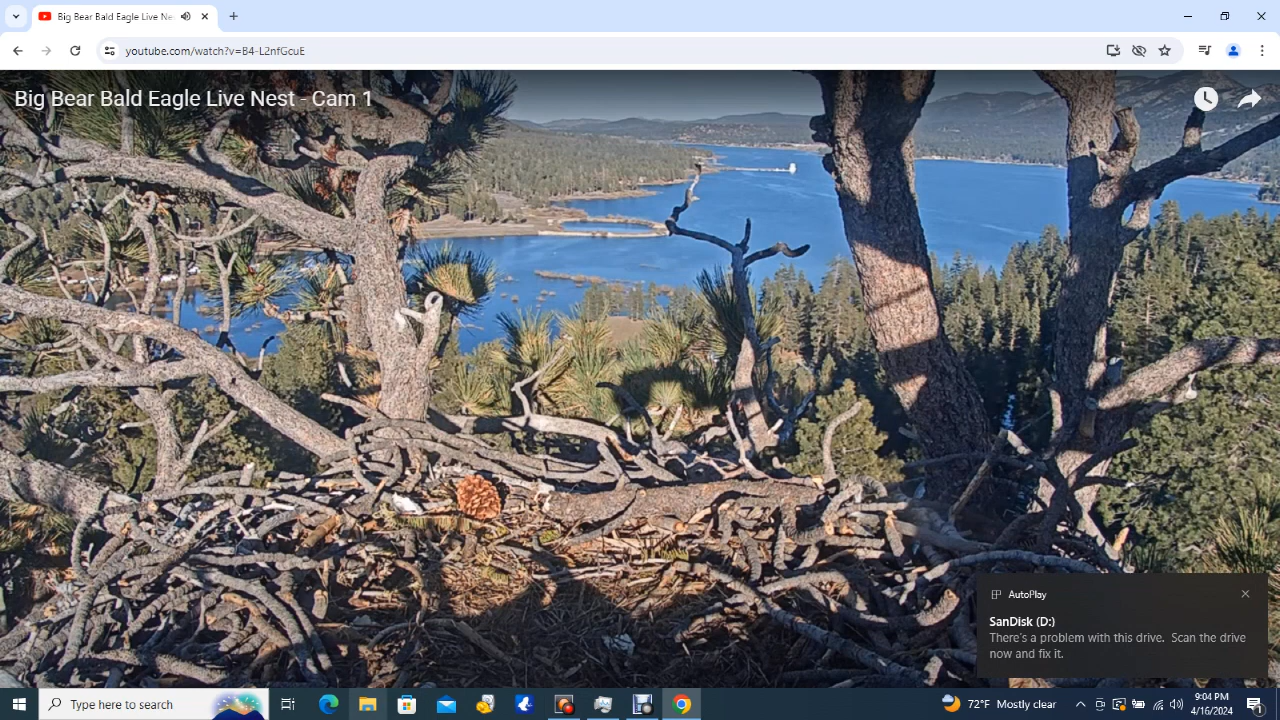 Big Bear Bald Eagle Live Ne
youtube.com/watch?v=B4-L2nfGcuE
Big Bear Bald Eagle Live Nest - Cam 1
AutoPlay
SanDisk (D:)
There's a problem with this drive. Scan the drive
now and fix it.
Type here to search
72°F Mostly clear
9:04 PM
4/16/2024